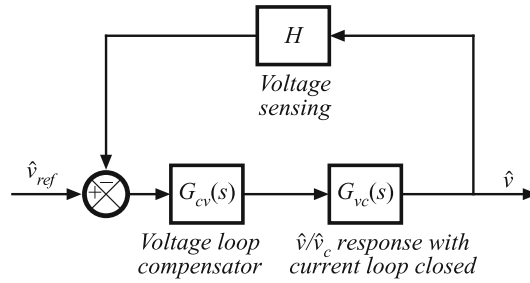 H
Voltage
sensing
v̂ref
+
−
Gcv(s)
Gvc(s)
v̂
Voltage loop
compensator
v̂/v̂c response with
current loop closed